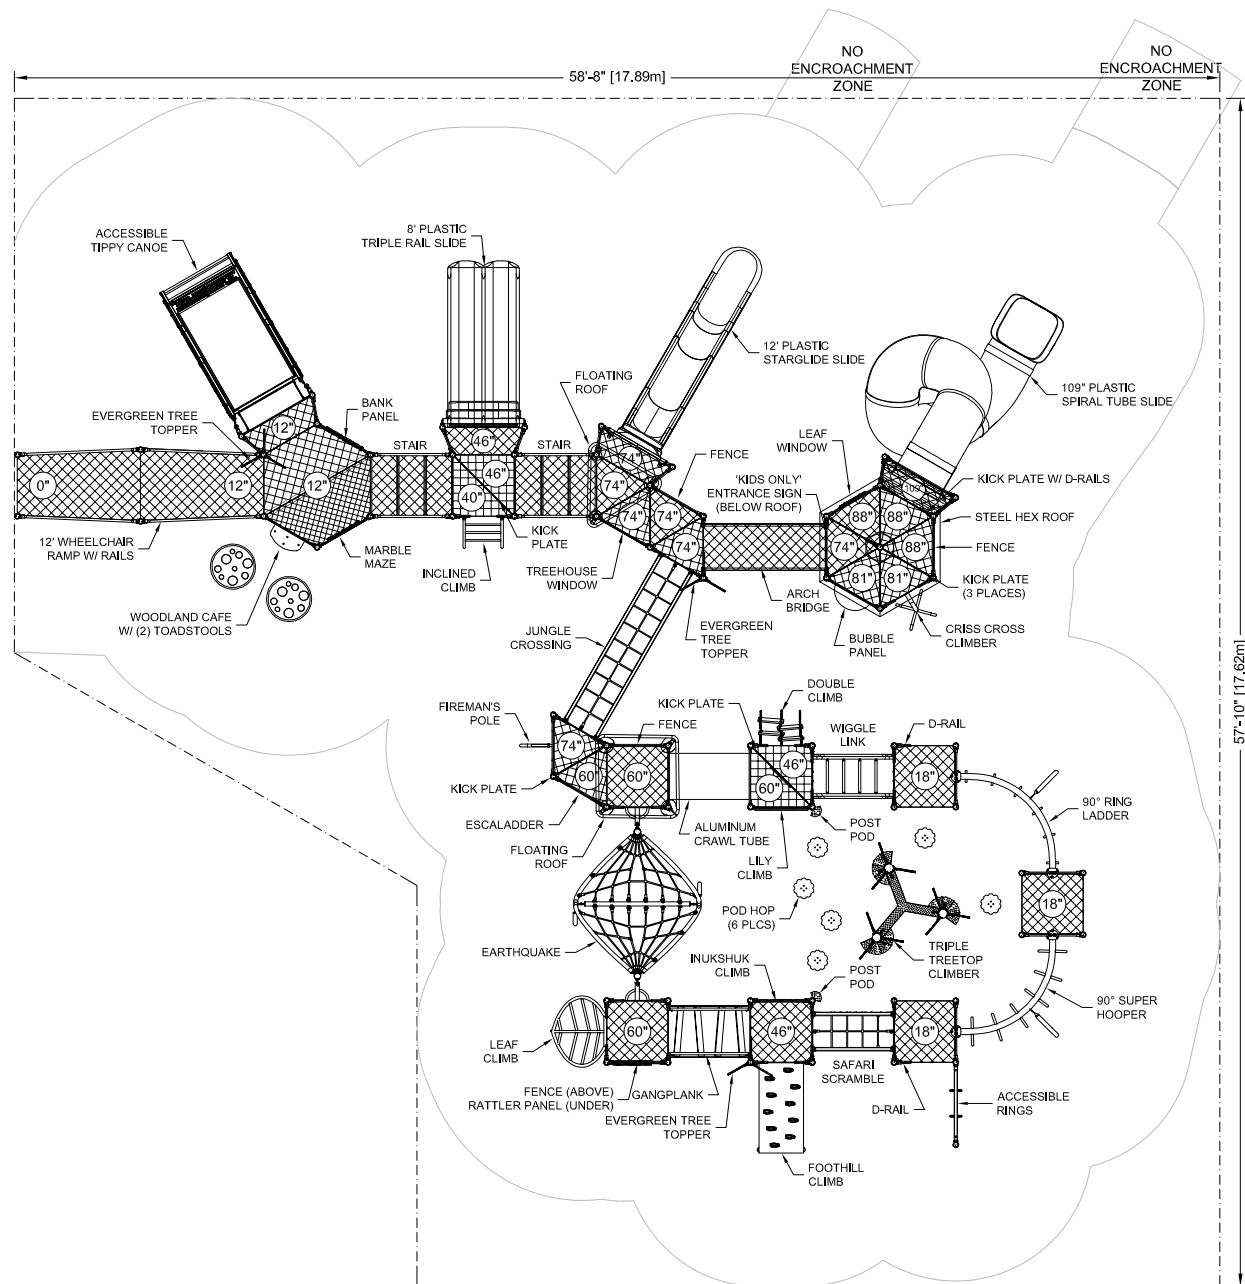 NO
ENCROACHMENT
ZONE
NO
ENCROACHMENT
ZONE
58'-8" [17.89m]
57'-10" [17.62m]
ACCESSIBLE
TIPPY CANOE
8' PLASTIC
TRIPLE RAIL SLIDE
12' PLASTIC
STARGLIDE SLIDE
109" PLASTIC
SPIRAL TUBE SLIDE
FLOATING
ROOF
BANK
PANEL
EVERGREEN TREE
TOPPER
STAIR
STAIR
FENCE
LEAF
WINDOW
'KIDS ONLY'
ENTRANCE SIGN
(BELOW ROOF)
KICK PLATE W/ D-RAILS
STEEL HEX ROOF
FENCE
KICK PLATE
(3 PLACES)
0"
12"
12"
12"
46"
46"
40"
74"
74"
74"
74"
74"
88"
88"
74"
88"
81"
81"
12' WHEELCHAIR
RAMP W/ RAILS
MARBLE
MAZE
INCLINED
CLIMB
KICK
PLATE
TREEHOUSE
WINDOW
ARCH
BRIDGE
WOODLAND CAFE
W/ (2) TOADSTOOLS
JUNGLE
CROSSING
EVERGREEN
TREE
TOPPER
BUBBLE
PANEL
CRISS CROSS
CLIMBER
FIREMAN'S
POLE
FENCE
KICK PLATE
DOUBLE
CLIMB
WIGGLE
LINK
D-RAIL
74"
60"
60"
46"
60"
18"
KICK PLATE
ESCALADDER
FLOATING
ROOF
ALUMINUM
CRAWL TUBE
LILY
CLIMB
POST
POD
90° RING
LADDER
POD HOP
(6 PLCS)
18"
EARTHQUAKE
INUKSHUK
CLIMB
POST
POD
TRIPLE
TREETOP
CLIMBER
90° SUPER
HOOPER
60"
46"
18"
LEAF
CLIMB
FENCE (ABOVE)
RATTLER PANEL (UNDER)
GANGPLANK
EVERGREEN TREE
TOPPER
SAFARI
SCRAMBLE
D-RAIL
ACCESSIBLE
RINGS
FOOTHILL
CLIMB